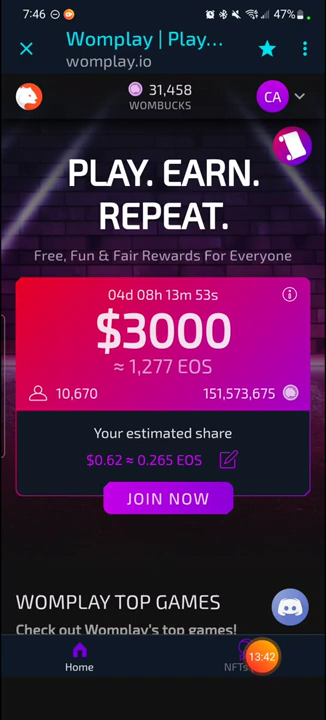 7:46
47%
Womplay | Play...
womplay.io
31,458
WOMBUCKS
CA
PLAY. EARN.
REPEAT.
Free, Fun & Fair Rewards For Everyone
04d 08h 13m 53s
$3000
≈ 1,277 EOS
10,670
151,573,675
Your estimated share
$0.62 ≈ 0.265 EOS
JOIN NOW
WOMPLAY TOP GAMES
Check out Womplay's top games!
Home
NFTs
13:42